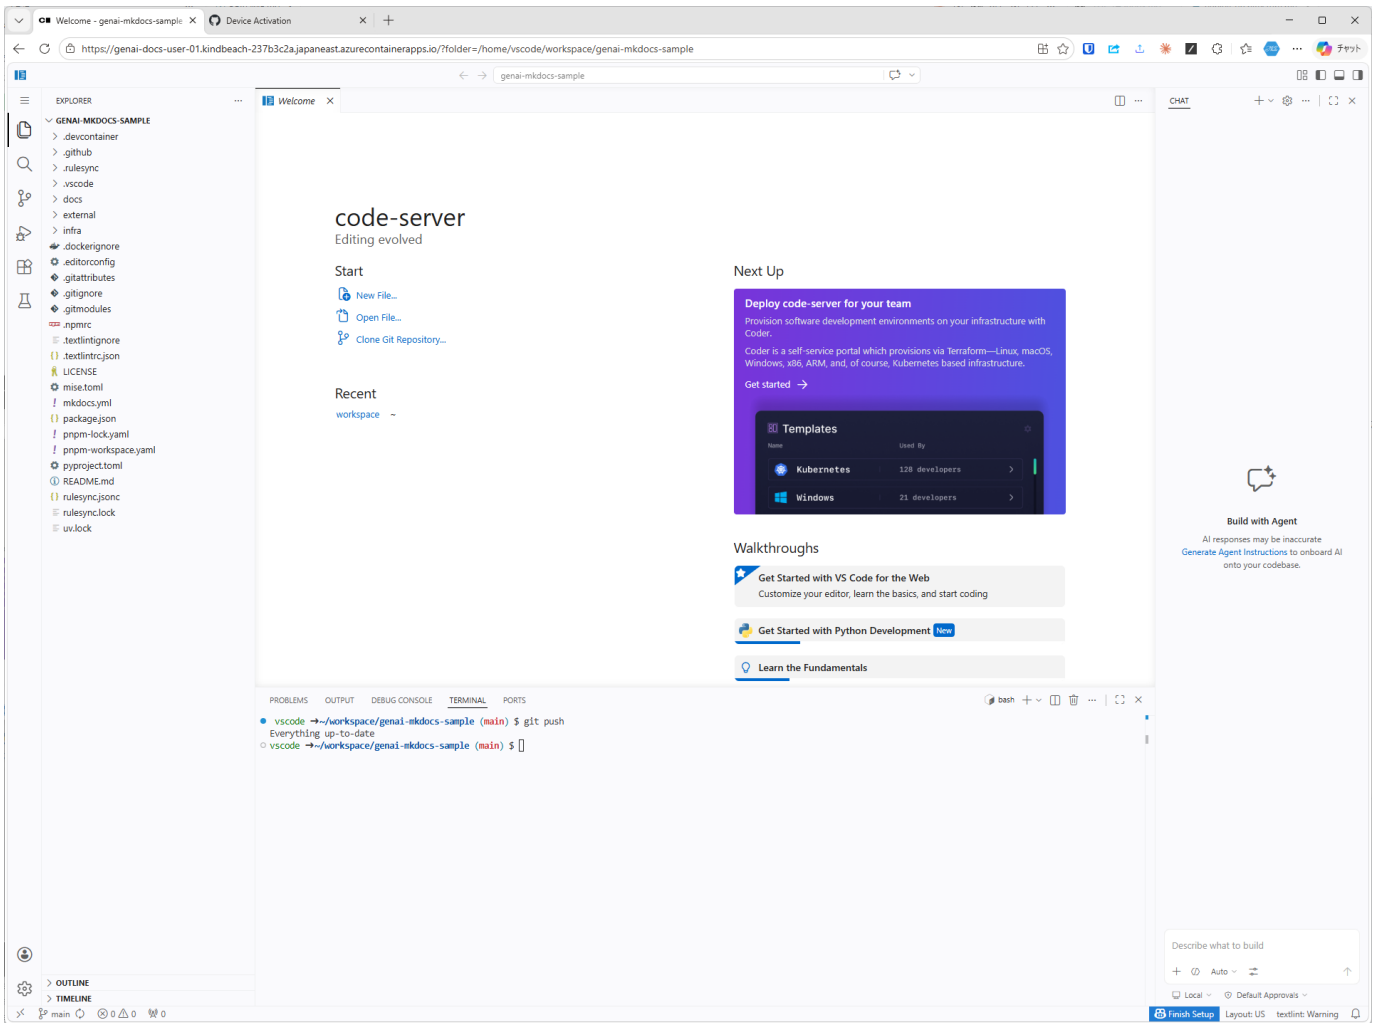 Welcome - genai-mkdocs-sample
Device Activation
https://genai-docs-user-01.kindbeach-237b3c2a.japaneast.azurecontainerapps.io/?folder=/home/vscode/workspace/genai-mkdocs-sample
チャット
genai-mkdocs-sample
EXPLORER
GENAI-MKDOCS-SAMPLE
.devcontainer
.github
.rulesync
.vscode
docs
external
infra
.dockerignore
.editorconfig
.gitattributes
.gitignore
.gitmodules
.npmrc
.textlintignore
.textlintrc.json
LICENSE
mise.toml
mkdocs.yml
package.json
pnpm-lock.yaml
pnpm-workspace.yaml
pyproject.toml
README.md
rulesync.jsonc
rulesync.lock
uv.lock
OUTLINE
TIMELINE
Welcome
code-server
Editing evolved
Start
New File...
Open File...
Clone Git Repository...
Recent
workspace ~
Next Up
Deploy code-server for your team
Provision software development environments on your infrastructure with
Coder.
Coder is a self-service portal which provisions via Terraform—Linux, macOS,
Windows, x86, ARM, and, of course, Kubernetes based infrastructure.
Get started →
Templates
Name Used By
Kubernetes 128 developers
Windows 21 developers
Walkthroughs
Get Started with VS Code for the Web
Customize your editor, learn the basics, and start coding
Get Started with Python Development New
Learn the Fundamentals
PROBLEMS OUTPUT DEBUG CONSOLE TERMINAL PORTS
bash
vscode ➜~/workspace/genai-mkdocs-sample (main) $ git push
Everything up-to-date
vscode ➜~/workspace/genai-mkdocs-sample (main) $
CHAT
Build with Agent
AI responses may be inaccurate
Generate Agent Instructions to onboard AI
onto your codebase.
Describe what to build
Auto
Local Default Approvals
main 0 0 0
Finish Setup Layout: US textlint: Warning